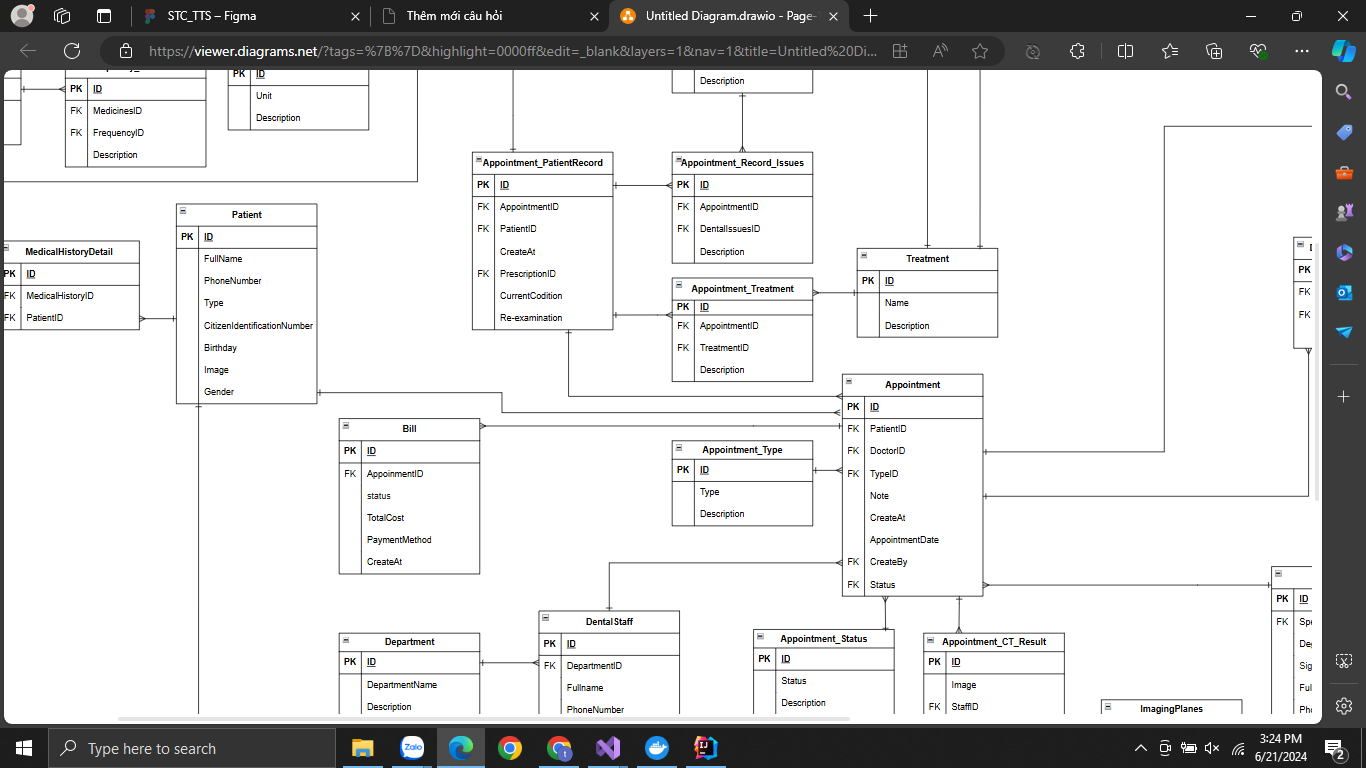 STC_TTS – Figma
Thêm mới câu hỏi
Untitled Diagram.drawio - Page-
https://viewer.diagrams.net/?tags=%7B%7D&highlight=0000ff&edit=_blank&layers=1&nav=1&title=Untitled%20Di...
PK ID
FK MedicinesID
FK FrequencyID
Description
PK ID
Unit
Description
Description
Appointment_PatientRecord
PK ID
FK AppointmentID
FK PatientID
CreateAt
FK PrescriptionID
CurrentCodition
Re-examination
Appointment_Record_Issues
PK ID
FK AppointmentID
FK DentalIssuesID
Description
Patient
PK ID
FullName
PhoneNumber
Type
CitizenIdentificationNumber
Birthday
Image
Gender
MedicalHistoryDetail
PK ID
FK MedicalHistoryID
FK PatientID
Treatment
PK ID
Name
Description
Appointment_Treatment
PK ID
FK AppointmentID
FK TreatmentID
Description
PK
FK
FK
Appointment
PK ID
FK PatientID
FK DoctorID
FK TypeID
Note
CreateAt
AppointmentDate
FK CreateBy
FK Status
Bill
PK ID
FK AppoinmentID
status
TotalCost
PaymentMethod
CreateAt
Appointment_Type
PK ID
Type
Description
Department
PK ID
DepartmentName
Description
DentalStaff
PK ID
FK DepartmentID
Fullname
PhoneNumber
Appointment_Status
PK ID
Status
Description
Appointment_CT_Result
PK ID
Image
FK StaffID
ImagingPlanes
PK ID
FK Spe
De
Sig
Ful
Pho
Type here to search
Zalo
3:24 PM
6/21/2024
2